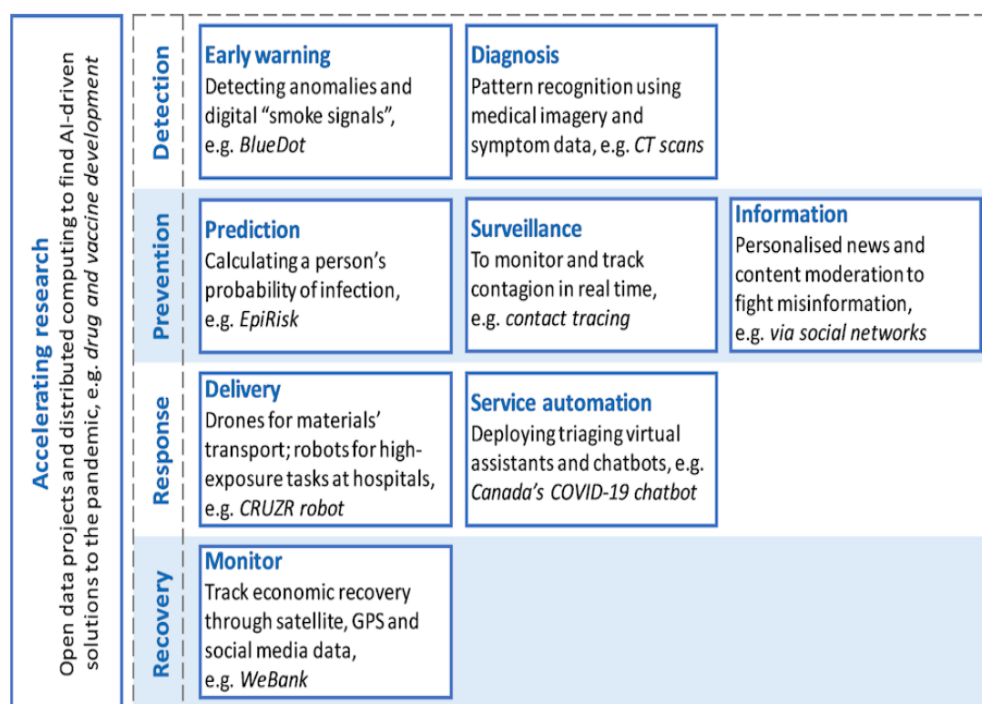 Accelerating research
Open data projects and distributed computing to find AI-driven
solutions to the pandemic, e.g. drug and vaccine development
Detection
Early warning
Detecting anomalies and
digital “smoke signals”,
e.g. BlueDot
Diagnosis
Pattern recognition using
medical imagery and
symptom data, e.g. CT scans
Prevention
Prediction
Calculating a person’s
probability of infection,
e.g. EpiRisk
Surveillance
To monitor and track
contagion in real time,
e.g. contact tracing
Information
Personalised news and
content moderation to
fight misinformation,
e.g. via social networks
Response
Delivery
Drones for materials’
transport; robots for high-
exposure tasks at hospitals,
e.g. CRUZR robot
Service automation
Deploying triaging virtual
assistants and chatbots, e.g.
Canada’s COVID-19 chatbot
Recovery
Monitor
Track economic recovery
through satellite, GPS and
social media data,
e.g. WeBank